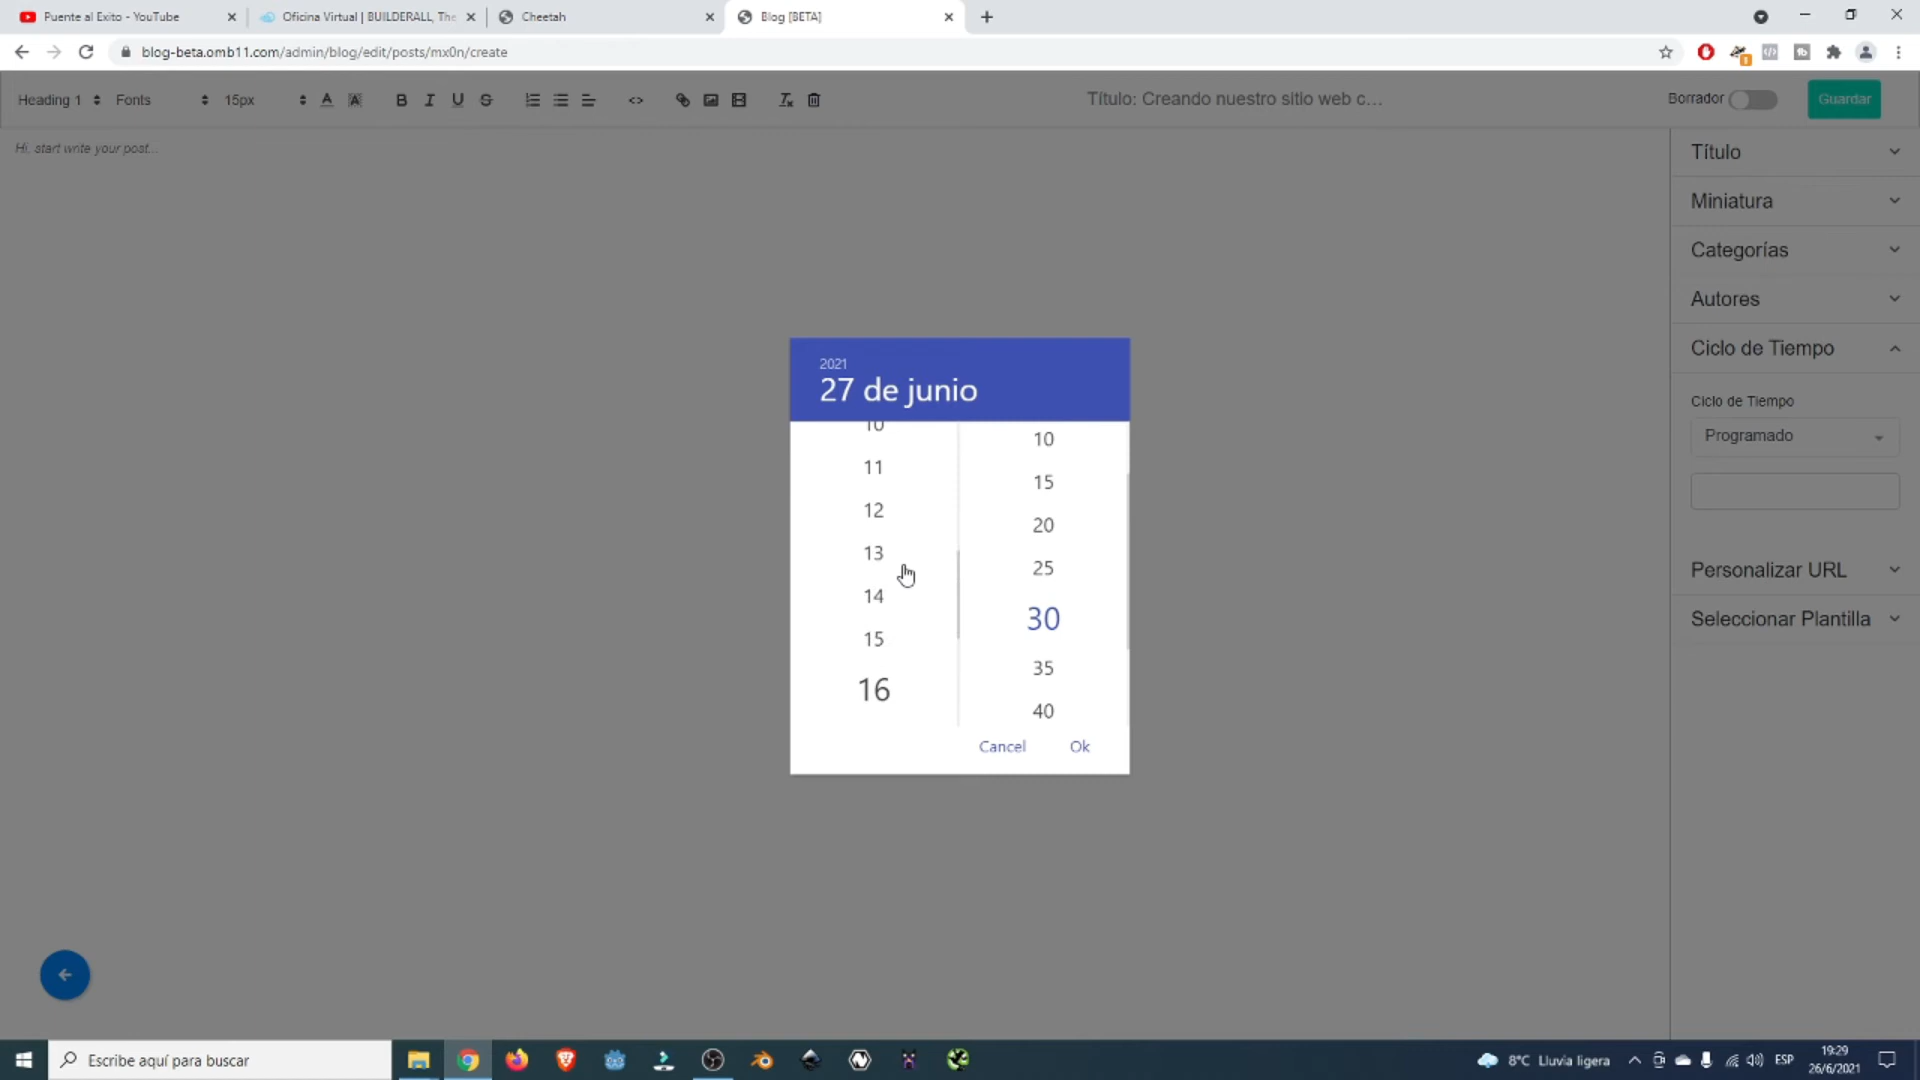 Puente al Exito - YouTube
Oficina Virtual | BUILDERALL, The
Cheetah
Blog [BETA]
blog-beta.omb11.com/admin/blog/edit/posts/mx0n/create
Heading 1
Fonts
15px
Título: Creando nuestro sitio web c...
Borrador
Guardar
Hi, start write your post...
Título
Miniatura
Categorías
Autores
Ciclo de Tiempo
Ciclo de Tiempo
Programado
Personalizar URL
Seleccionar Plantilla
2021
27 de junio
10
11
12
13
14
15
16
10
15
20
25
30
35
40
Cancel
Ok
Escribe aquí para buscar
8°C Lluvia ligera
ESP
19:29
26/6/2021